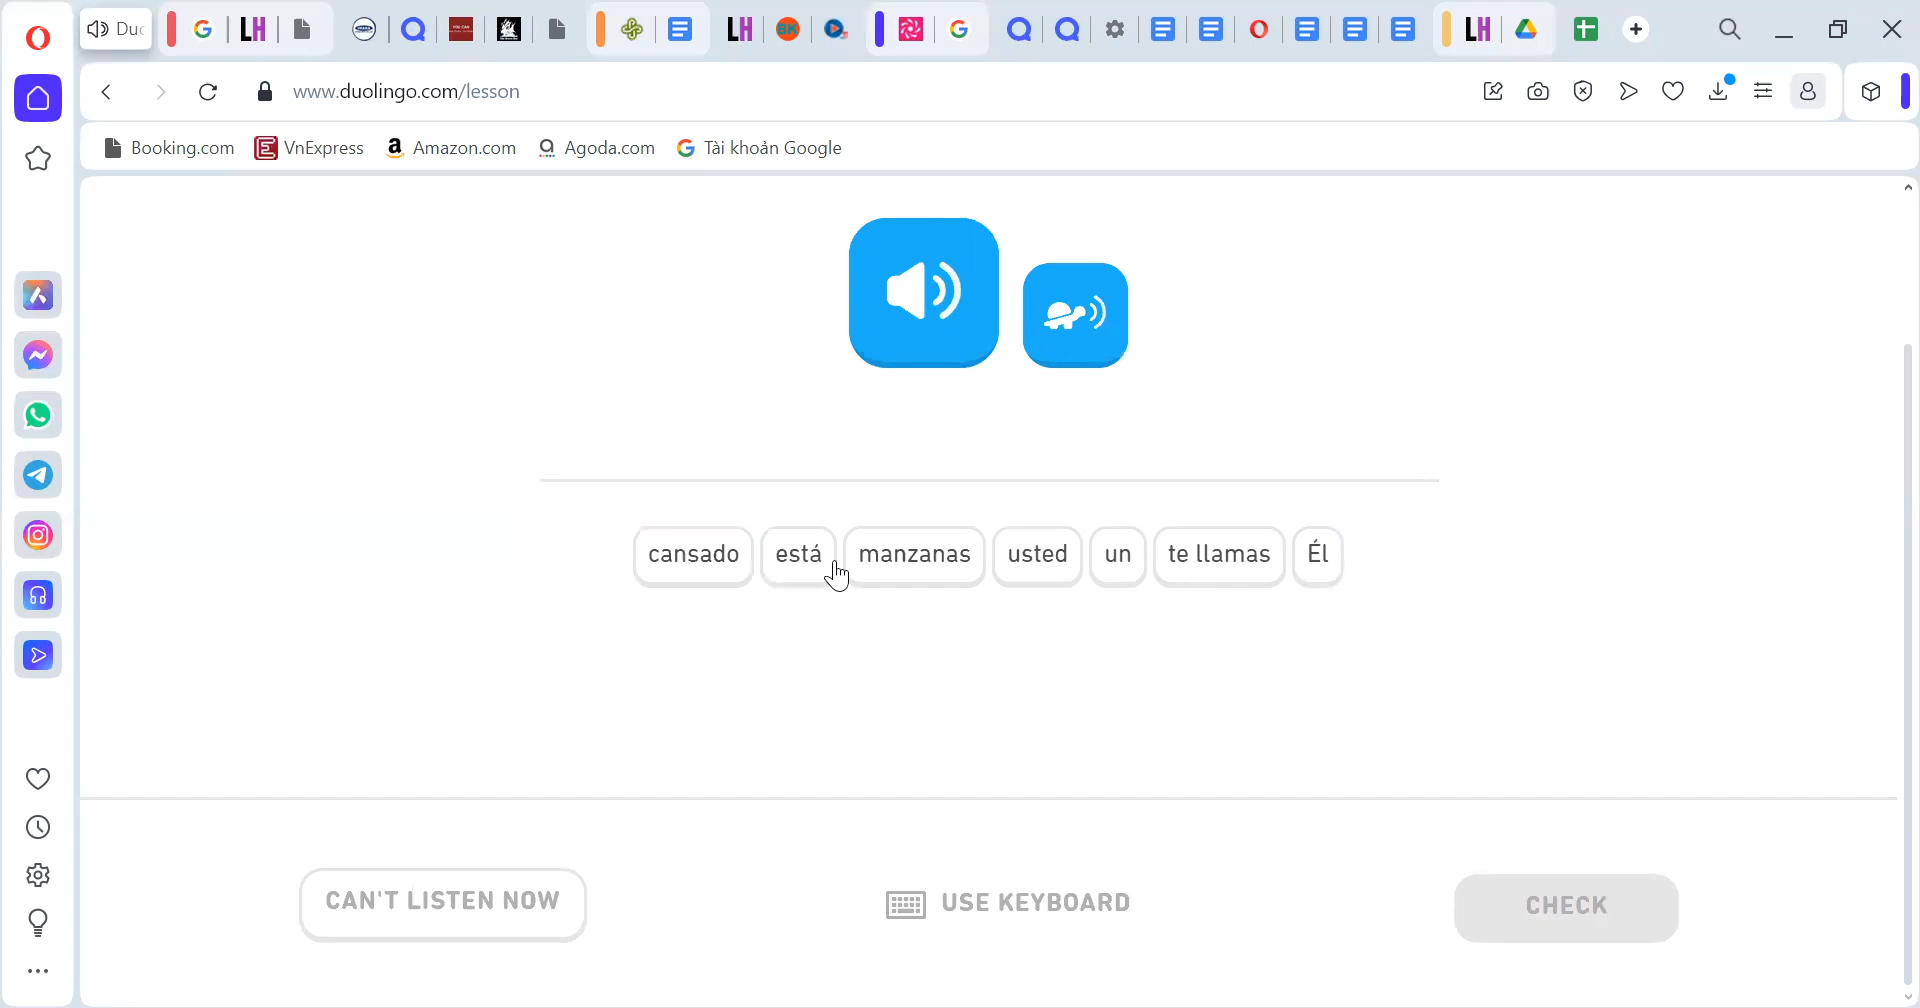 Duo
www.duolingo.com/lesson
Booking.com VnExpress Amazon.com Agoda.com Tài khoản Google
cansado está manzanas usted un te llamas Él
CAN'T LISTEN NOW USE KEYBOARD CHECK